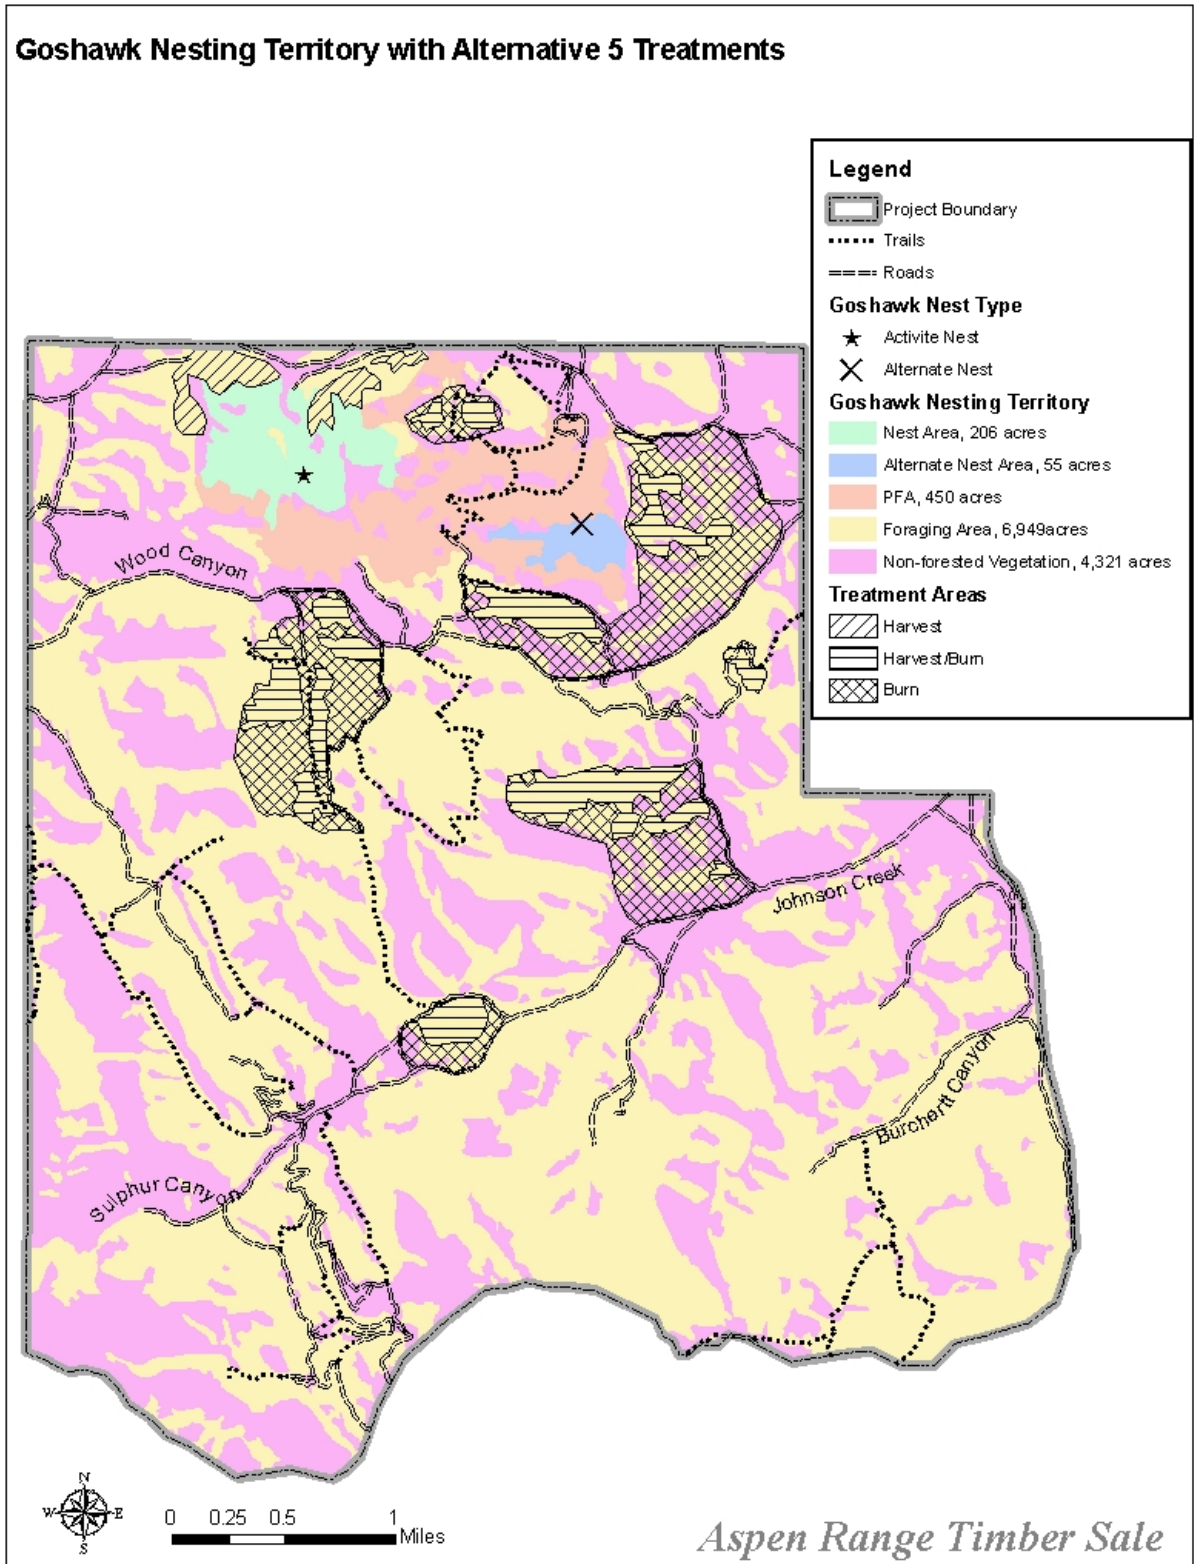 Goshawk Nesting Territory with Alternative 5 Treatments
Legend
Project Boundary
Trails
Roads
Goshawk Nest Type
Activite Nest
Alternate Nest
Goshawk Nesting Territory
Nest Area, 206 acres
Alternate Nest Area, 55 acres
PFA, 450 acres
Foraging Area, 6,949acres
Non-forested Vegetation, 4,321 acres
Treatment Areas
Harvest
Harvest/Burn
Burn
Wood Canyon
Johnson Creek
Burchertt Canyon
Sulphur Canyon
N
W E
S
0 0.25 0.5 1
Miles
Aspen Range Timber Sale